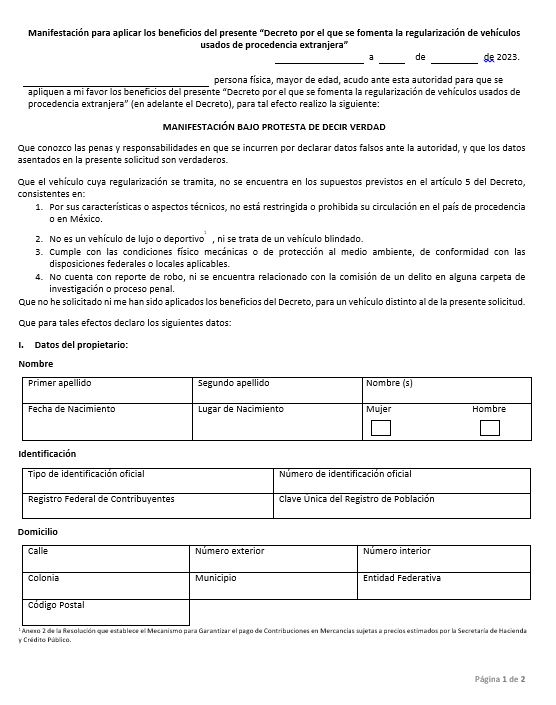 Manifestación para aplicar los beneficios del presente “Decreto por el que se fomenta la regularización de vehículos
usados de procedencia extranjera”
____________________ a ______ de __________ de 2023.
________________________________________ persona física, mayor de edad, acudo ante esta autoridad para que se
apliquen a mi favor los beneficios del presente “Decreto por el que se fomenta la regularización de vehículos usados de
procedencia extranjera” (en adelante el Decreto), para tal efecto realizo la siguiente:
MANIFESTACIÓN BAJO PROTESTA DE DECIR VERDAD
Que conozco las penas y responsabilidades en que se incurren por declarar datos falsos ante la autoridad, y que los datos
asentados en la presente solicitud son verdaderos.
Que el vehículo cuya regularización se tramita, no se encuentra en los supuestos previstos en el artículo 5 del Decreto,
consistentes en:
1. Por sus características o aspectos técnicos, no está restringida o prohibida su circulación en el país de procedencia
o en México.
2. No es un vehículo de lujo o deportivo¹ , ni se trata de un vehículo blindado.
3. Cumple con las condiciones físico mecánicas o de protección al medio ambiente, de conformidad con las
disposiciones federales o locales aplicables.
4. No cuenta con reporte de robo, ni se encuentra relacionado con la comisión de un delito en alguna carpeta de
investigación o proceso penal.
Que no he solicitado ni me han sido aplicados los beneficios del Decreto, para un vehículo distinto al de la presente solicitud.
Que para tales efectos declaro los siguientes datos:
I. Datos del propietario:
Nombre
Primer apellido Segundo apellido Nombre (s)
Fecha de Nacimiento Lugar de Nacimiento Mujer Hombre
Identificación
Tipo de identificación oficial Número de identificación oficial
Registro Federal de Contribuyentes Clave Única del Registro de Población
Domicilio
Calle Número exterior Número interior
Colonia Municipio Entidad Federativa
Código Postal
¹ Anexo 2 de la Resolución que establece el Mecanismo para Garantizar el pago de Contribuciones en Mercancias sujetas a precios estimados por la Secretaría de Hacienda
y Crédito Público.
Página 1 de 2